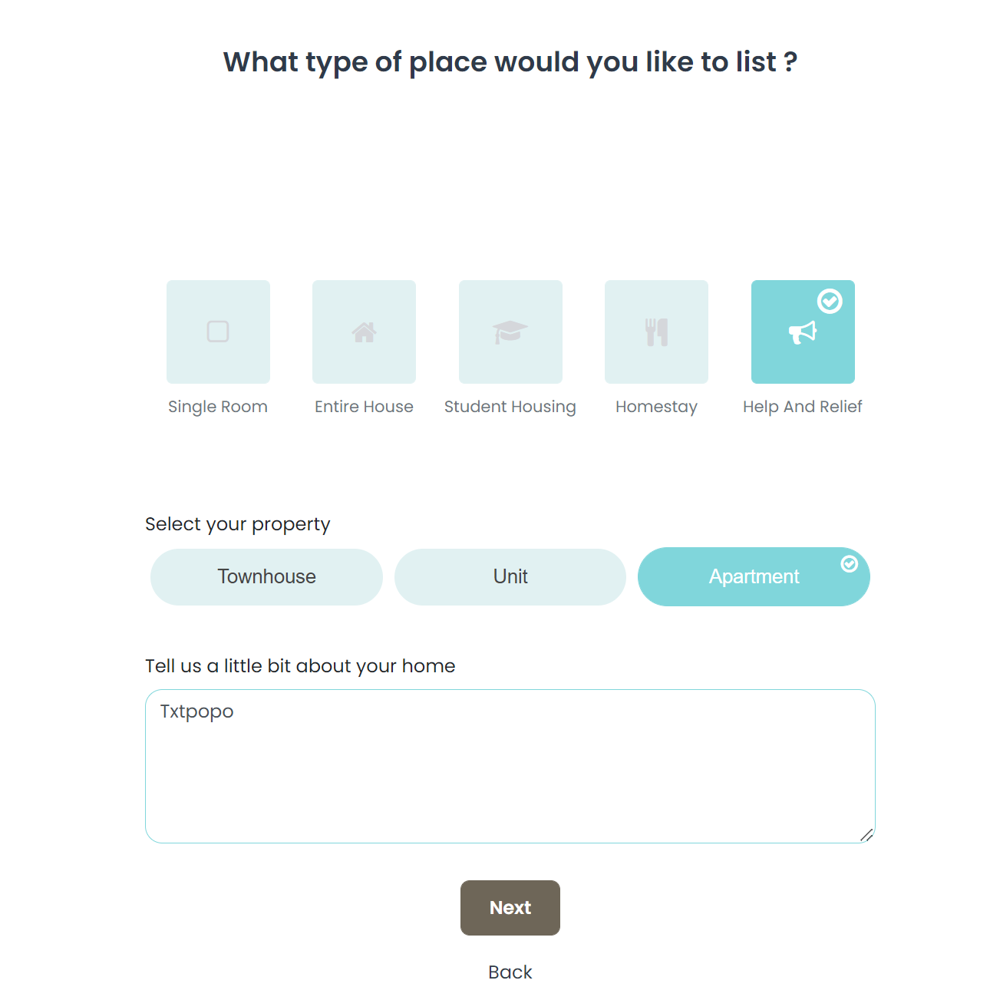 What type of place would you like to list ?
Single Room Entire House Student Housing Homestay Help And Relief
Select your property
Townhouse Unit Apartment
Tell us a little bit about your home
Txtpopo
Next
Back